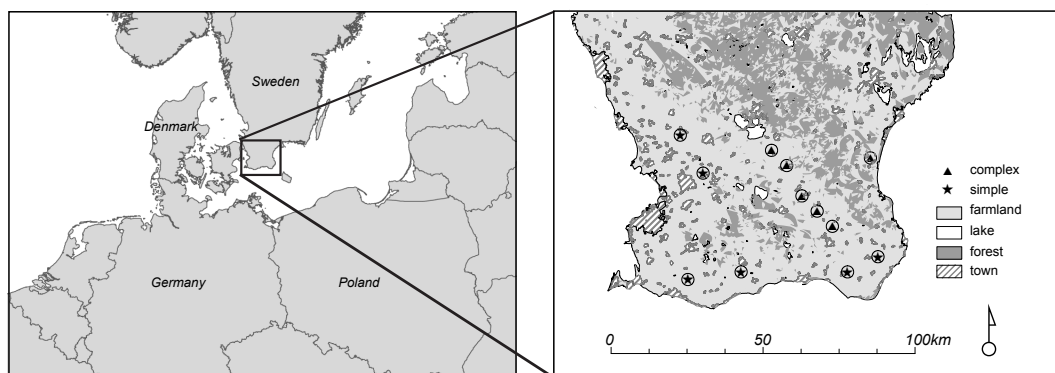 Sweden
Denmark
Germany
Poland
complex
simple
farmland
lake
forest
town
0
50
100km